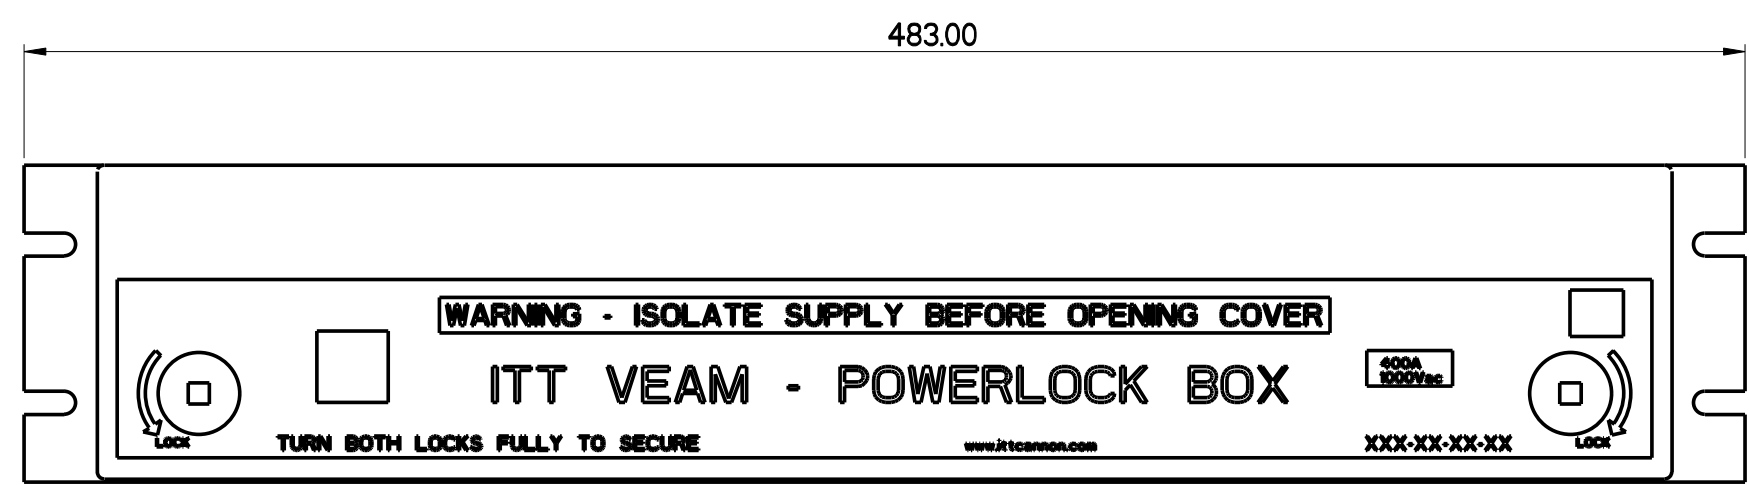 483.00
WARNING - ISOLATE SUPPLY BEFORE OPENING COVER
400A
1000Vac
ITT VEAM - POWERLOCK BOX
LOCK
TURN BOTH LOCKS FULLY TO SECURE
www.ittcannon.com
XXX-XX-XX-XX
LOCK